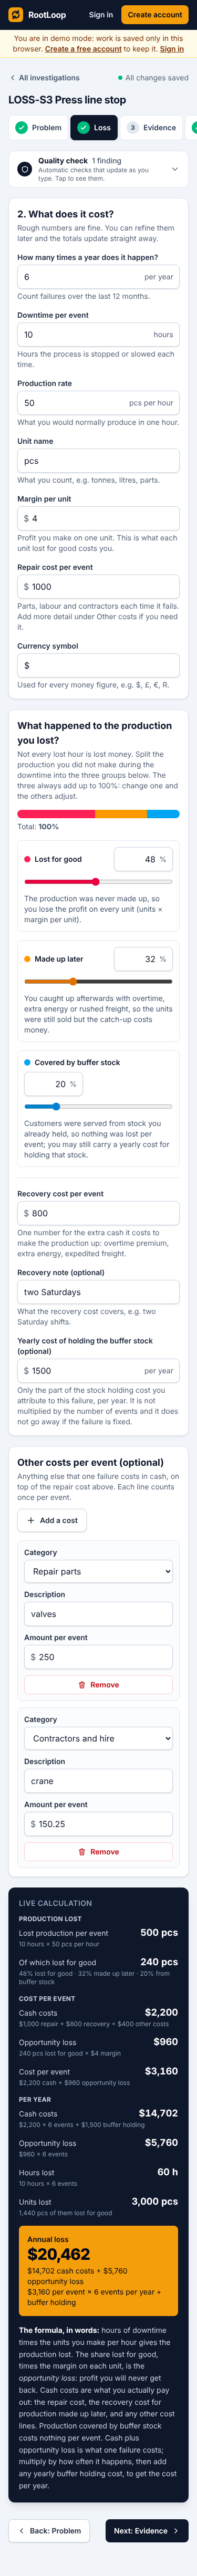 RootLoop
Sign in
Create account
You are in demo mode: work is saved only in this
browser. Create a free account to keep it. Sign in
All investigations
All changes saved
LOSS-S3 Press line stop
Problem
Loss
3 Evidence
Quality check 1 finding
Automatic checks that update as you
type. Tap to see them.
2. What does it cost?
Rough numbers are fine. You can refine them
later and the totals update straight away.
How many times a year does it happen?
6 per year
Count failures over the last 12 months.
Downtime per event
10 hours
Hours the process is stopped or slowed each
time.
Production rate
50 pcs per hour
What you would normally produce in one hour.
Unit name
pcs
What you count, e.g. tonnes, litres, parts.
Margin per unit
$ 4
Profit you make on one unit. This is what each
unit lost for good costs you.
Repair cost per event
$ 1000
Parts, labour and contractors each time it fails.
Add more detail under Other costs if you need
it.
Currency symbol
$
Used for every money figure, e.g. $, £, €, R.
What happened to the production
you lost?
Not every lost hour is lost money. Split the
production you did not make during the
downtime into the three groups below. The
three always add up to 100%: change one and
the others adjust.
Total: 100%
Lost for good
48 %
The production was never made up, so
you lose the profit on every unit (units ×
margin per unit).
Made up later
32 %
You caught up afterwards with overtime,
extra energy or rushed freight, so the units
were still sold but the catch-up costs
money.
Covered by buffer stock
20 %
Customers were served from stock you
already held, so nothing was lost per
event; you may still carry a yearly cost for
holding that stock.
Recovery cost per event
$ 800
One number for the extra cash it costs to
make the production up: overtime premium,
extra energy, expedited freight.
Recovery note (optional)
two Saturdays
What the recovery cost covers, e.g. two
Saturday shifts.
Yearly cost of holding the buffer stock
(optional)
$ 1500 per year
Only the part of the stock holding cost you
attribute to this failure, per year. It is not
multiplied by the number of events and it does
not go away if the failure is fixed.
Other costs per event (optional)
Anything else that one failure costs in cash, on
top of the repair cost above. Each line counts
once per event.
Add a cost
Category
Repair parts
Description
valves
Amount per event
$ 250
Remove
Category
Contractors and hire
Description
crane
Amount per event
$ 150.25
Remove
LIVE CALCULATION
PRODUCTION LOST
Lost production per event 500 pcs
10 hours × 50 pcs per hour
Of which lost for good 240 pcs
48% lost for good · 32% made up later · 20% from
buffer stock
COST PER EVENT
Cash costs $2,200
$1,000 repair + $800 recovery + $400 other costs
Opportunity loss $960
240 pcs lost for good × $4 margin
Cost per event $3,160
$2,200 cash + $960 opportunity loss
PER YEAR
Cash costs $14,702
$2,200 × 6 events + $1,500 buffer holding
Opportunity loss $5,760
$960 × 6 events
Hours lost 60 h
10 hours × 6 events
Units lost 3,000 pcs
1,440 pcs of them lost for good
Annual loss
$20,462
$14,702 cash costs + $5,760
opportunity loss
$3,160 per event × 6 events per year +
buffer holding
The formula, in words: hours of downtime
times the units you make per hour gives the
production lost. The share lost for good,
times the margin on each unit, is the
opportunity loss: profit you will never get
back. Cash costs are what you actually pay
out: the repair cost, the recovery cost for
production made up later, and any other cost
lines. Production covered by buffer stock
costs nothing per event. Cash plus
opportunity loss is what one failure costs;
multiply by how often it happens, then add
any yearly buffer holding cost, to get the cost
per year.
Back: Problem
Next: Evidence